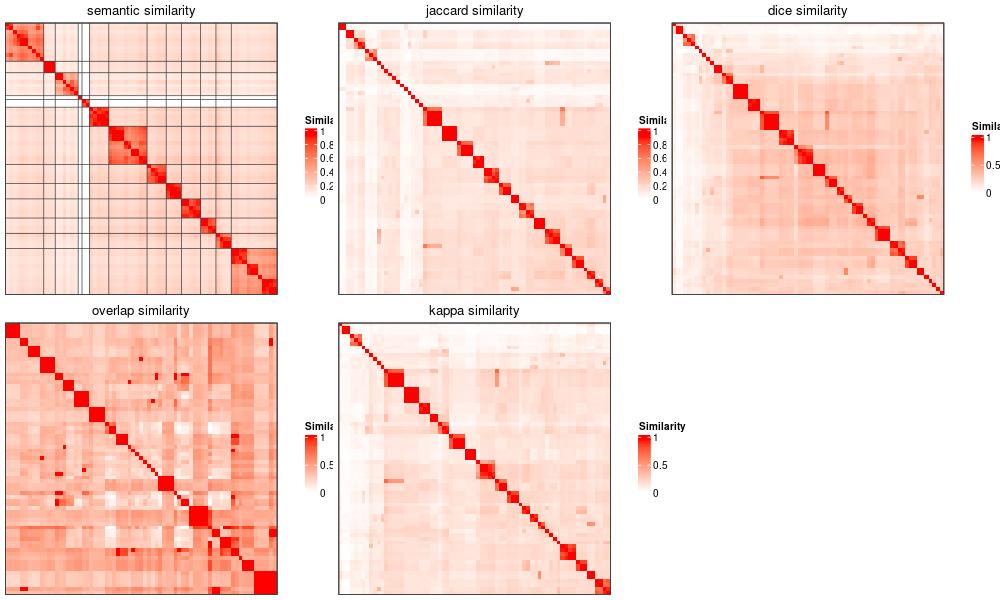 semantic similarity
jaccard similarity
dice similarity
Simila
1
0.8
0.6
0.4
0.2
0
Simila
1
0.8
0.6
0.4
0.2
0
Simila
1
0.5
0
overlap similarity
kappa similarity
Simila
1
0.5
0
Similarity
1
0.5
0